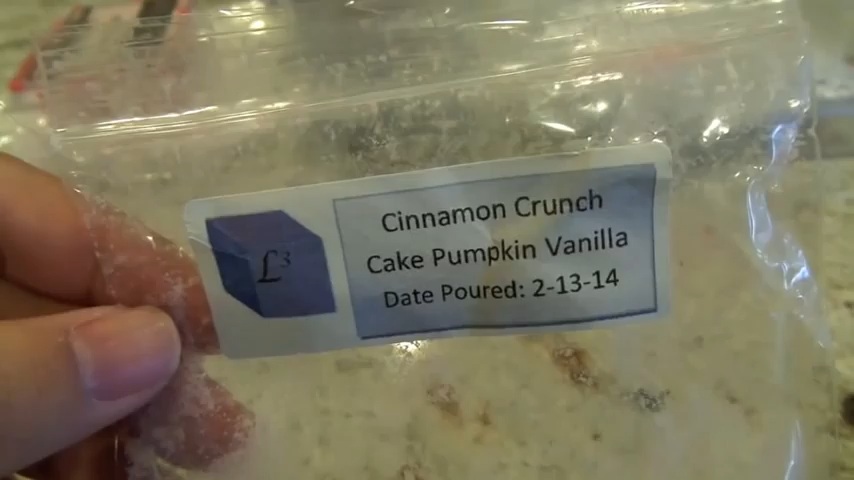 L³
Cinnamon Crunch
Cake Pumpkin Vanilla
Date Poured: 2-13-14